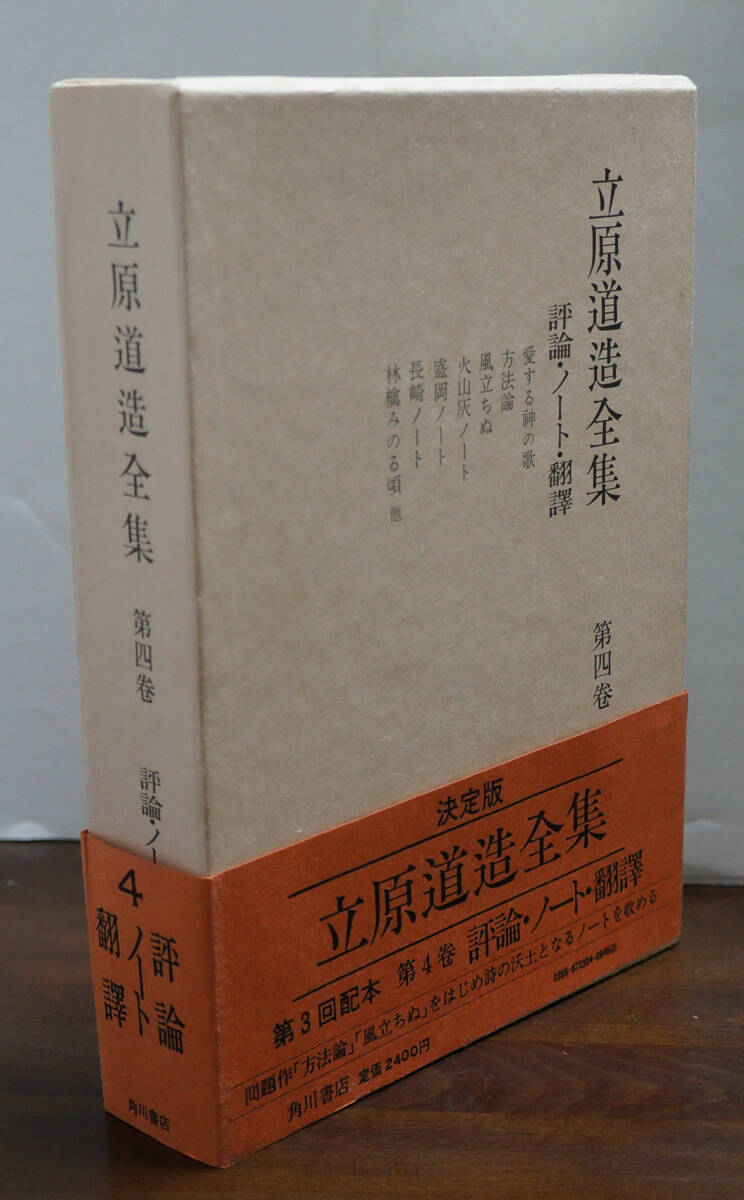 立原道造全集
評論・ノート・翻譯
第四巻
愛する神の歌
方法論
風立ちぬ
火山灰ノート
盛岡ノート
長崎ノート
林檎みのる頃 他
立原道造全集
第四巻
評論・ノー
決定版
立原道造全集
第3回配本 第4巻 評論・ノート・翻譯
問題作「方法論」「風立ちぬ」をはじめ詩の沃土となるノートを収める
角川書店 定価2400円
4
評論
ノート
翻譯
角川書店